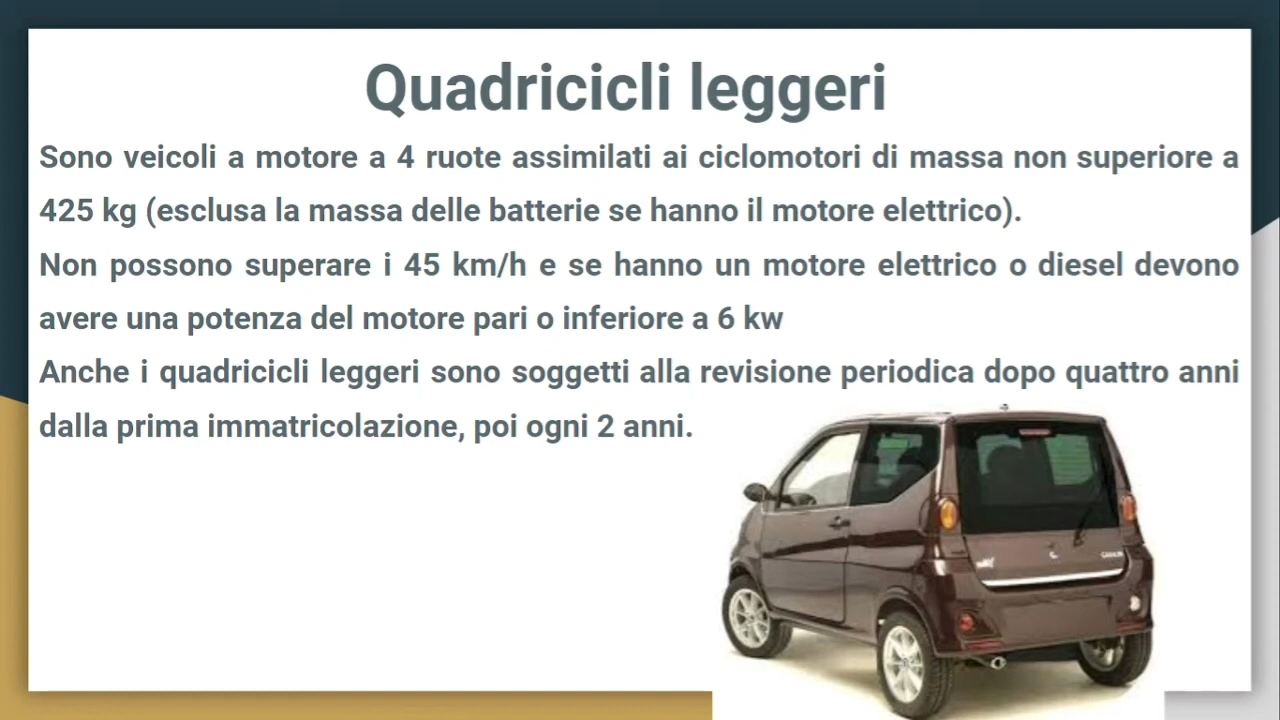 Quadricicli leggeri
Sono veicoli a motore a 4 ruote assimilati ai ciclomotori di massa non superiore a
425 kg (esclusa la massa delle batterie se hanno il motore elettrico).
Non possono superare i 45 km/h e se hanno un motore elettrico o diesel devono
avere una potenza del motore pari o inferiore a 6 kw
Anche i quadricicli leggeri sono soggetti alla revisione periodica dopo quattro anni
dalla prima immatricolazione, poi ogni 2 anni.